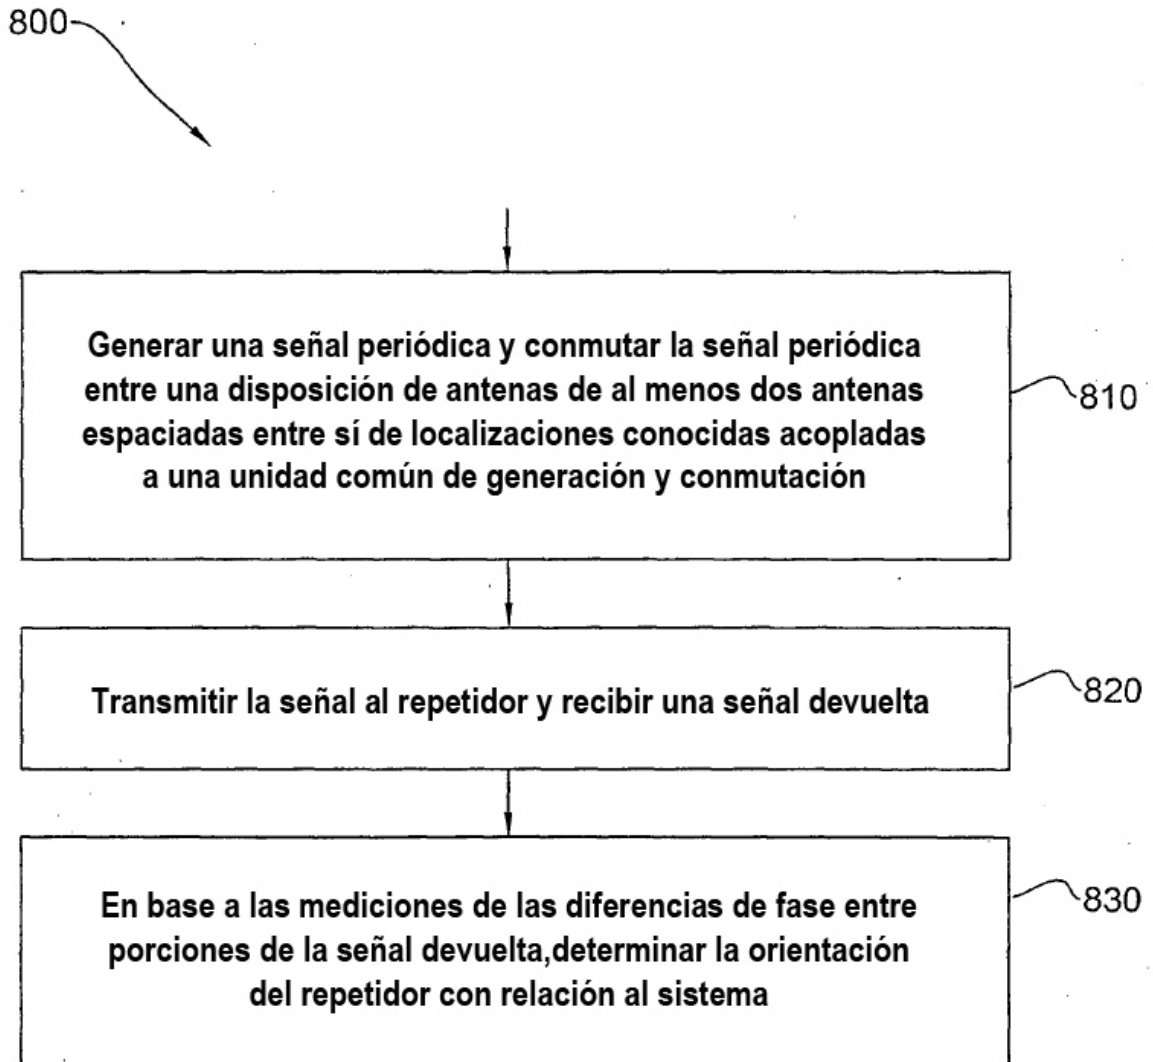 800
Generar una señal periódica y conmutar la señal periódica
entre una disposición de antenas de al menos dos antenas
espaciadas entre sí de localizaciones conocidas acopladas
a una unidad común de generación y conmutación
810
Transmitir la señal al repetidor y recibir una señal devuelta
820
En base a las mediciones de las diferencias de fase entre
porciones de la señal devuelta,determinar la orientación
del repetidor con relación al sistema
830